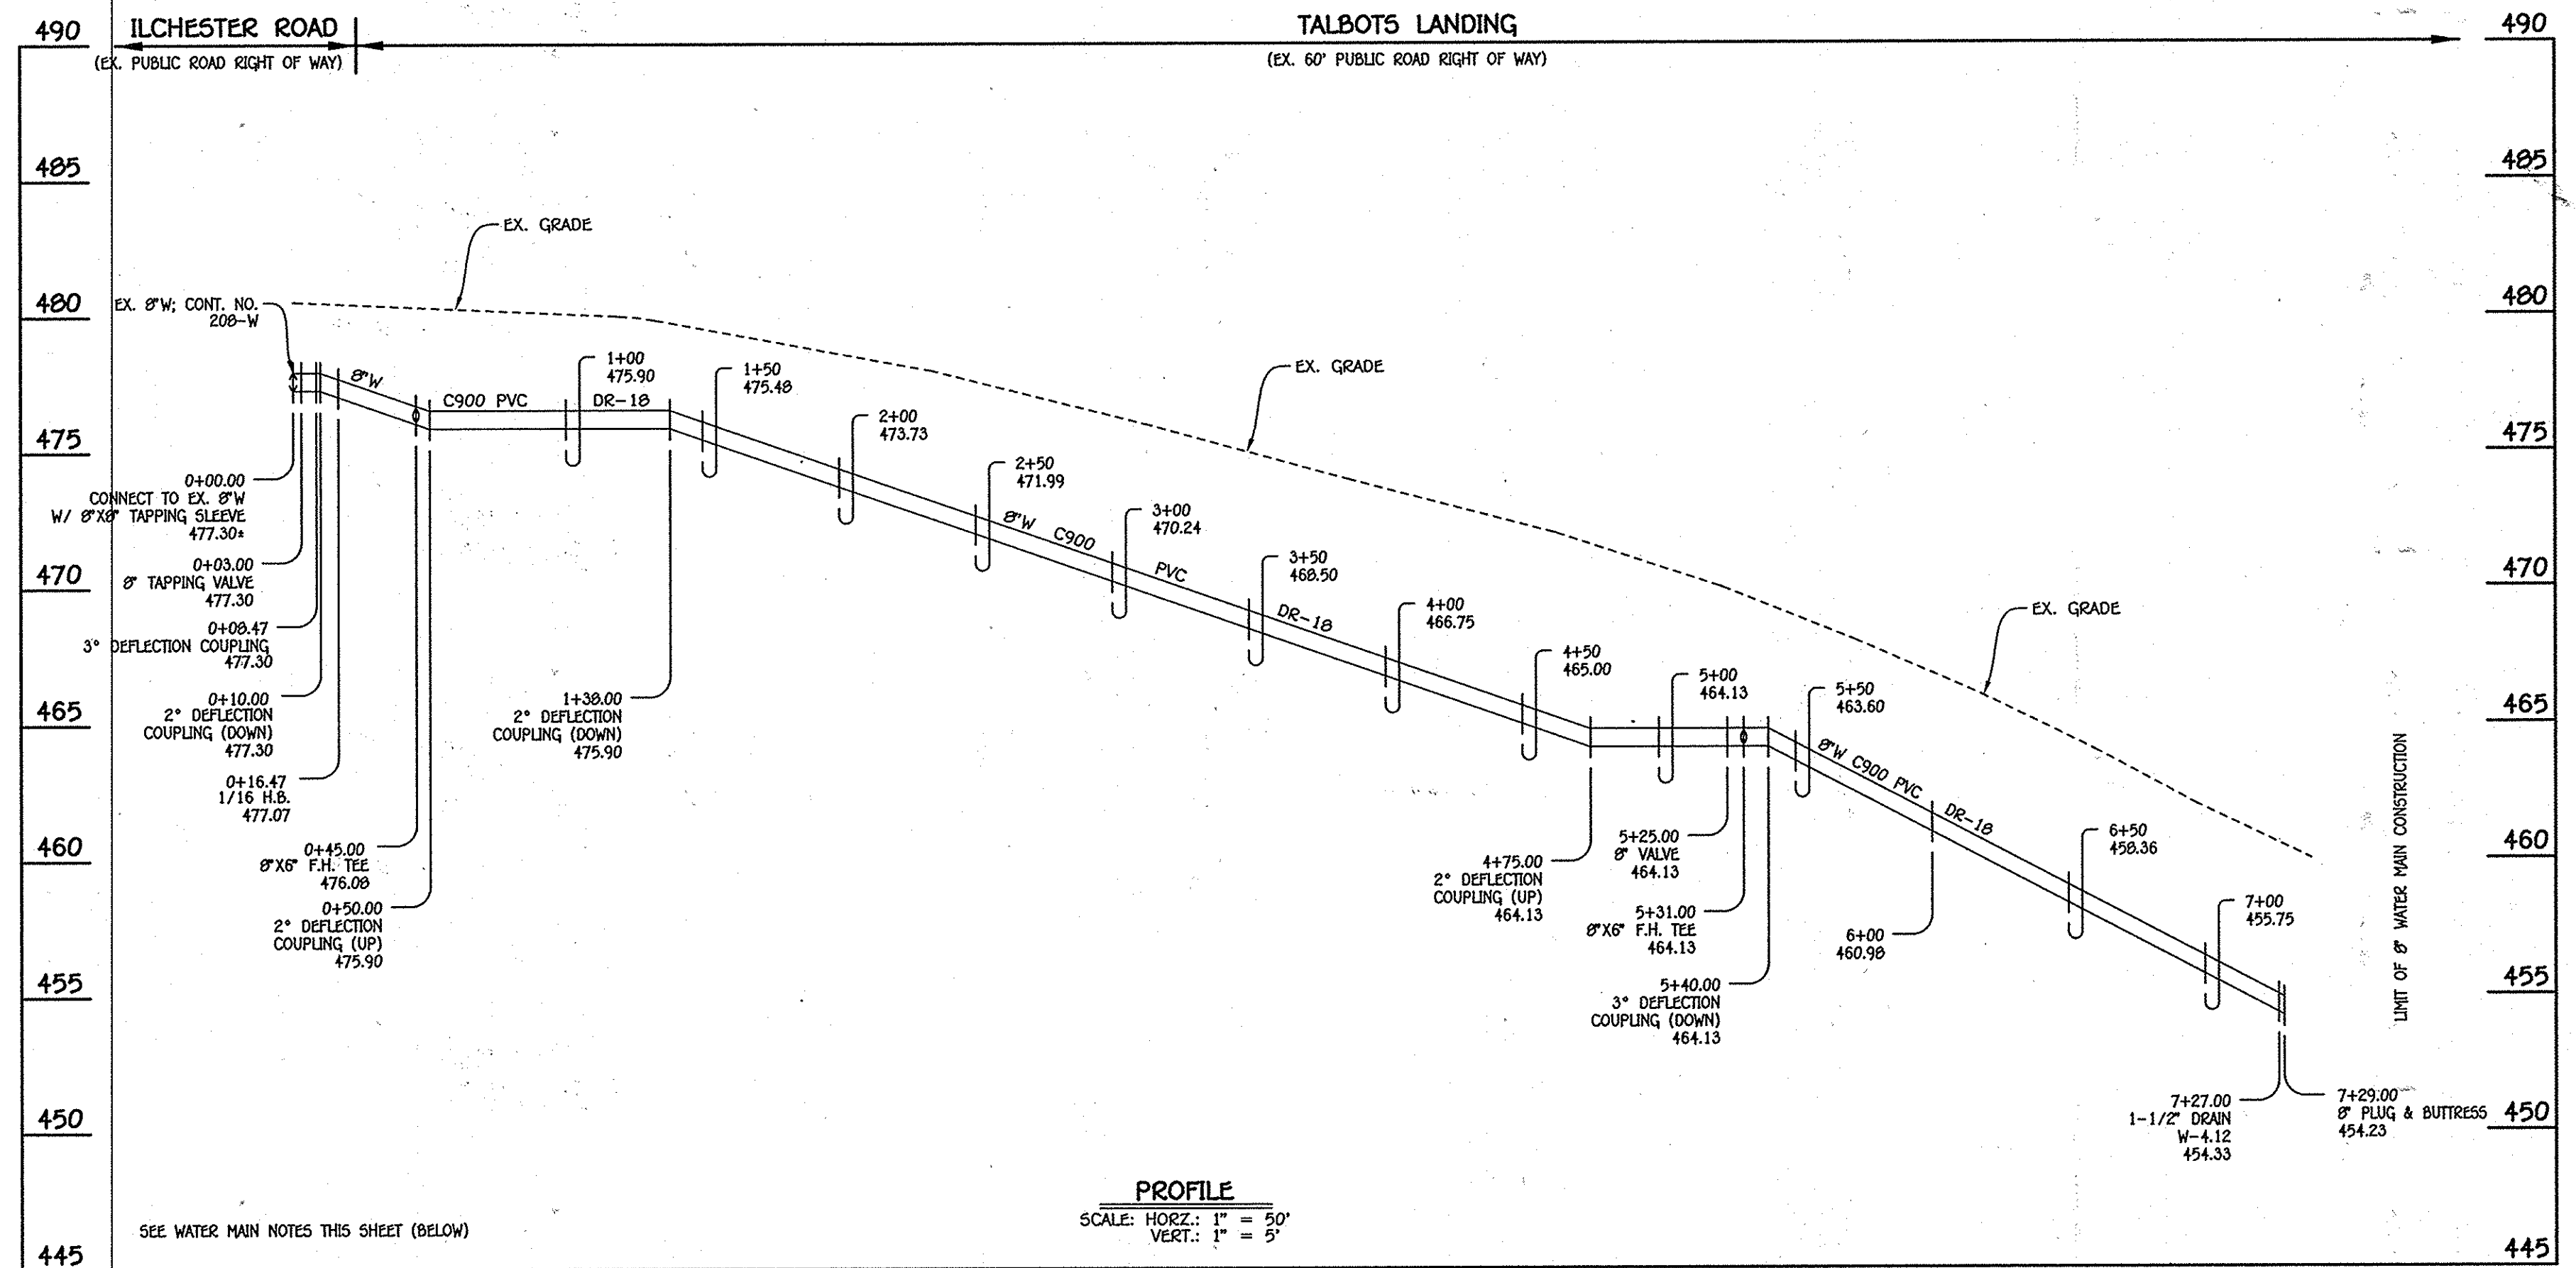 ILCHESTER ROAD
(EX. PUBLIC ROAD RIGHT OF WAY)
TALBOTS LANDING
(EX. 60' PUBLIC ROAD RIGHT OF WAY)
490
485
480
475
470
465
460
455
450
445
490
485
480
475
470
465
460
455
450
445
EX. GRADE
EX. 8"W; CONT. NO.
208-W
8"W
C900 PVC
DR-18
1+00
475.90
1+50
475.48
2+00
473.73
2+50
471.99
8"W
C900
PVC
DR-18
3+00
470.24
EX. GRADE
3+50
468.50
4+00
466.75
4+50
465.00
5+00
464.13
5+50
463.60
EX. GRADE
8"W C900 PVC
DR-18
6+50
458.36
7+00
455.75
0+00.00
CONNECT TO EX. 8"W
W/ 8"X8" TAPPING SLEEVE
477.30±
0+03.00
8" TAPPING VALVE
477.30
0+08.47
3° DEFLECTION COUPLING
477.30
0+10.00
2° DEFLECTION
COUPLING (DOWN)
477.30
0+16.47
1/16 H.B.
477.07
0+45.00
8"X6" F.H. TEE
476.08
0+50.00
2° DEFLECTION
COUPLING (UP)
475.90
1+38.00
2° DEFLECTION
COUPLING (DOWN)
475.90
4+75.00
2° DEFLECTION
COUPLING (UP)
464.13
5+25.00
8" VALVE
464.13
5+31.00
8"X6" F.H. TEE
464.13
5+40.00
3° DEFLECTION
COUPLING (DOWN)
464.13
6+00
460.98
7+27.00
1-1/2" DRAIN
W-4.12
454.33
7+29.00
8" PLUG & BUTTRESS
454.23
LIMIT OF 8" WATER MAIN CONSTRUCTION
SEE WATER MAIN NOTES THIS SHEET (BELOW)
PROFILE
SCALE: HORZ.: 1" = 50'
VERT.: 1" = 5'